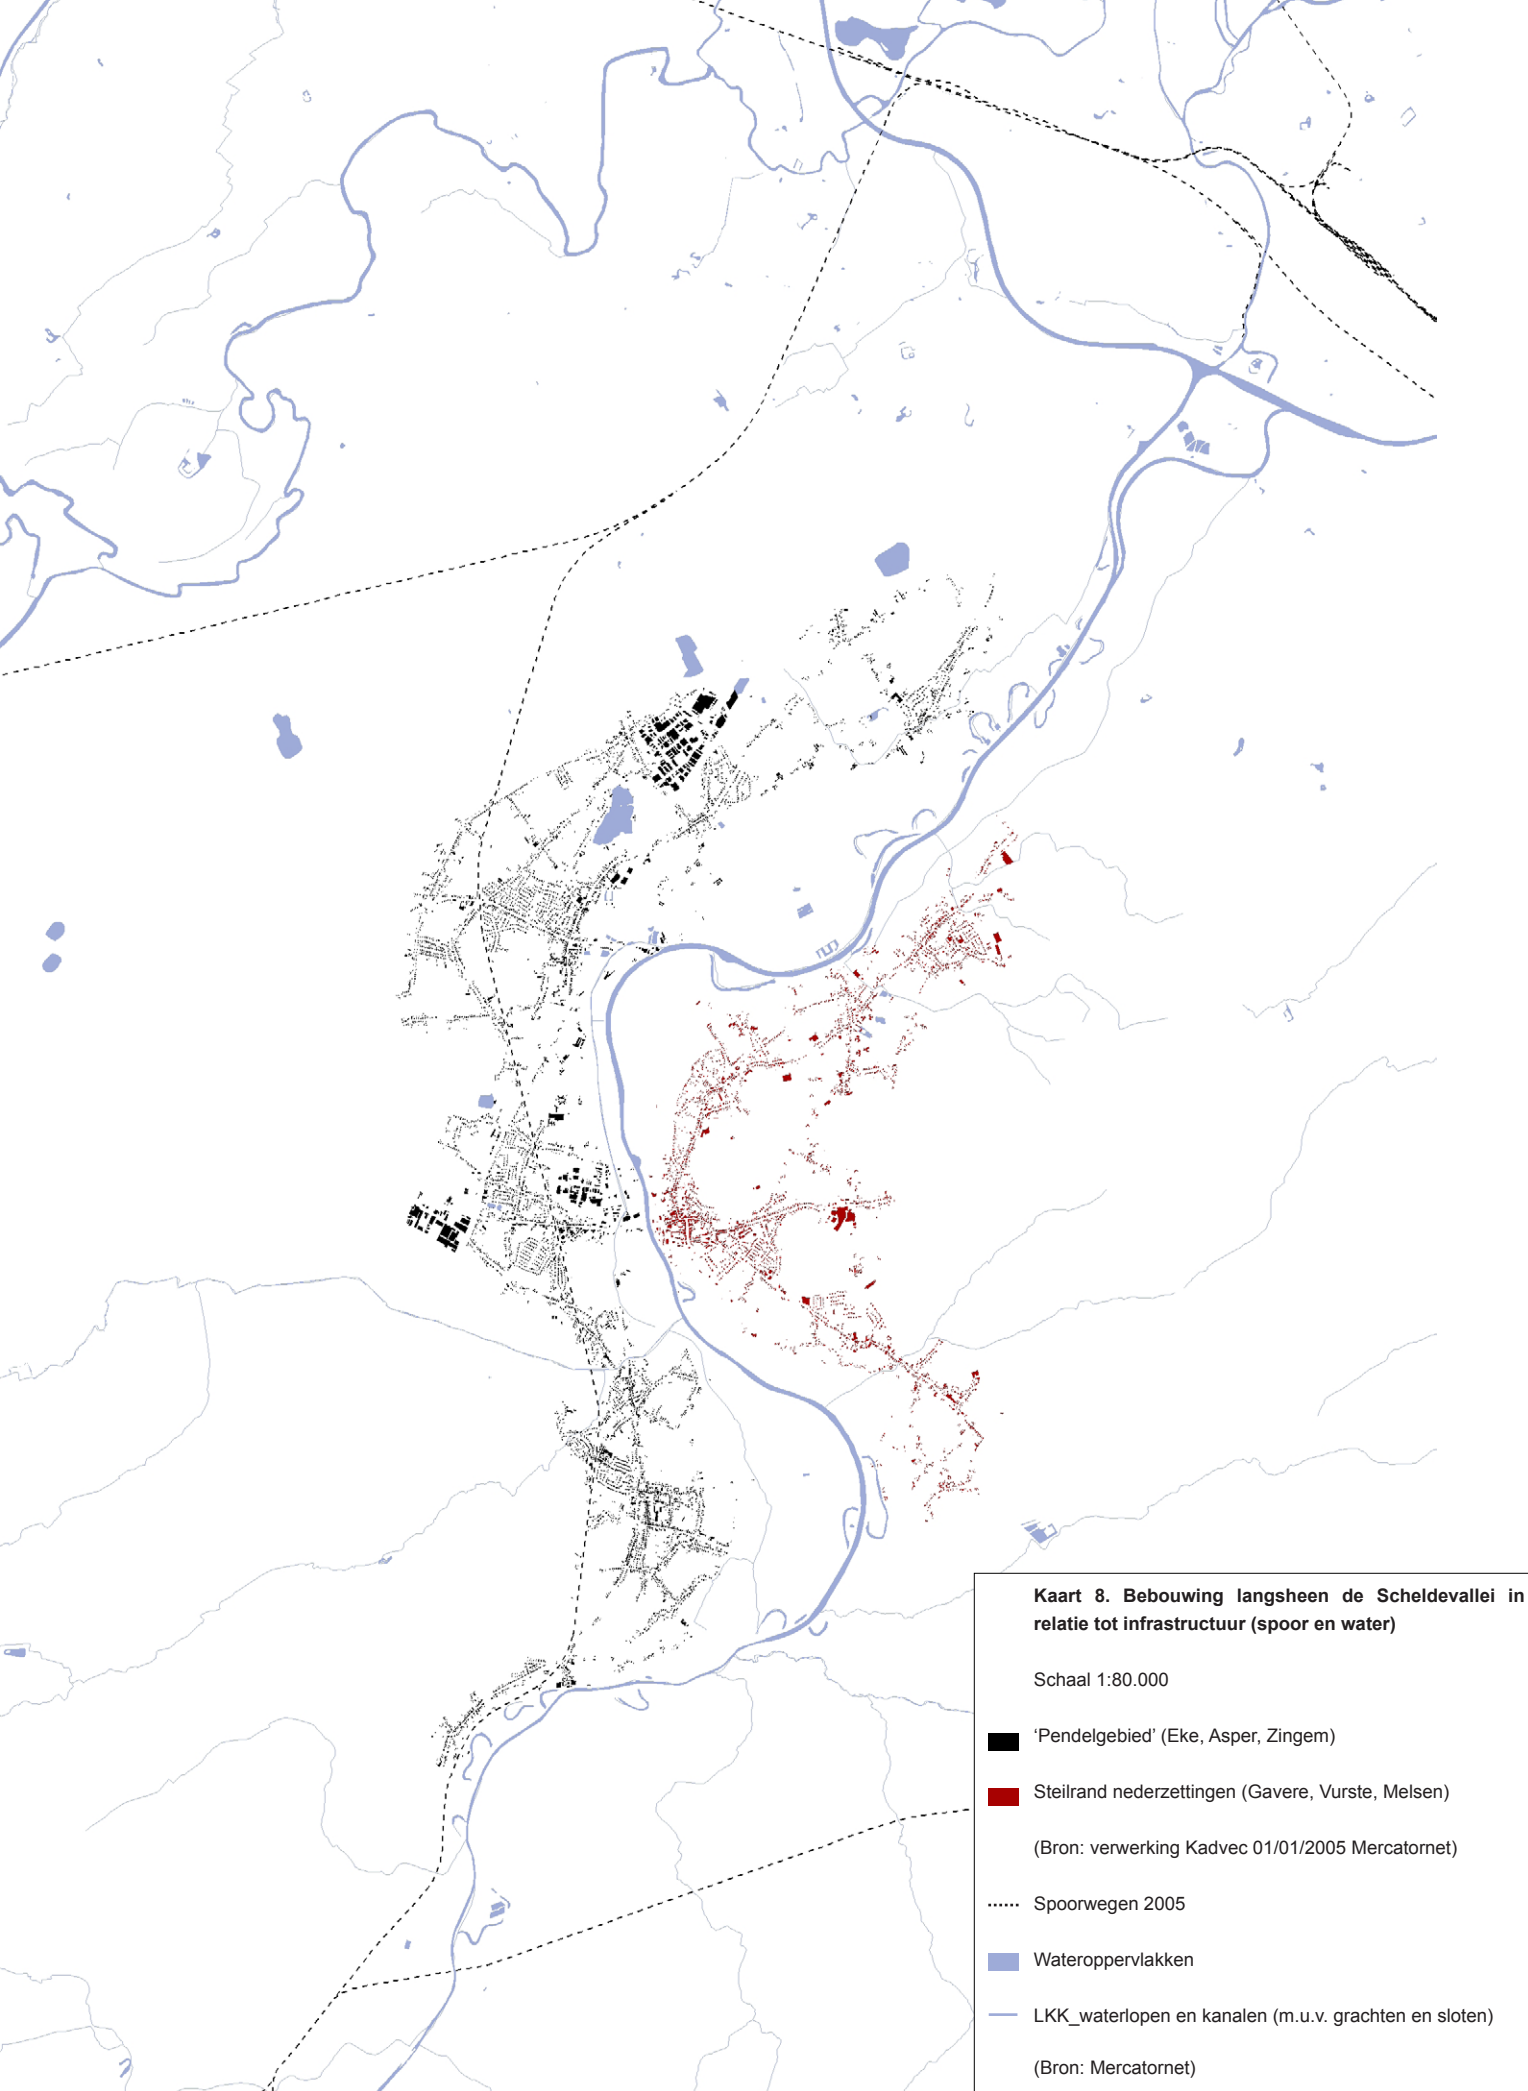 Kaart 8. Bebouwing langsheen de Scheldevallei in
relatie tot infrastructuur (spoor en water)
Schaal 1:80.000
‘Pendelgebied’ (Eke, Asper, Zingem)
Steilrand nederzettingen (Gavere, Vurste, Melsen)
(Bron: verwerking Kadvec 01/01/2005 Mercatornet)
Spoorwegen 2005
Wateroppervlakken
LKK_waterlopen en kanalen (m.u.v. grachten en sloten)
(Bron: Mercatornet)